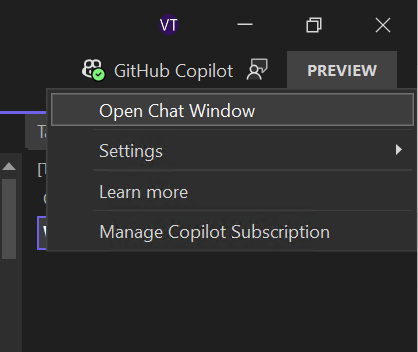 VT
GitHub Copilot
PREVIEW
Open Chat Window
Settings
Learn more
Manage Copilot Subscription